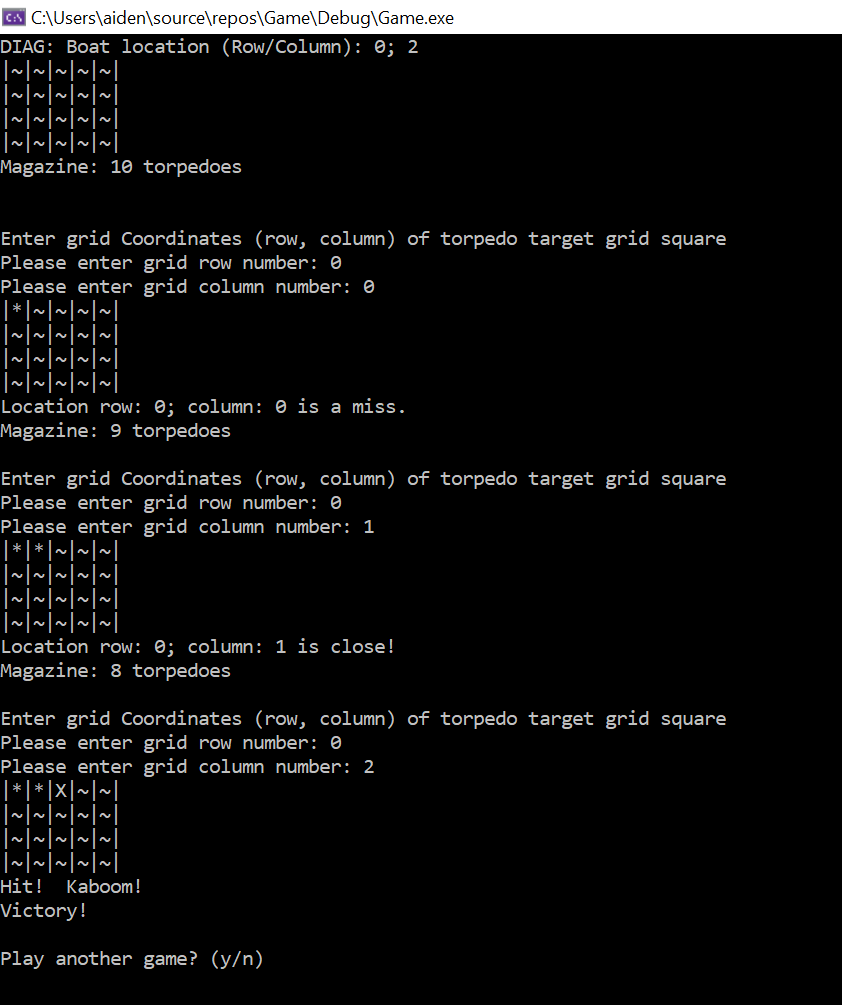 C:\Users\aiden\source\repos\Game\Debug\Game.exe
DIAG: Boat location (Row/Column): 0; 2
|~|~|~|~|~|
|~|~|~|~|~|
|~|~|~|~|~|
|~|~|~|~|~|
Magazine: 10 torpedoes
Enter grid Coordinates (row, column) of torpedo target grid square
Please enter grid row number: 0
Please enter grid column number: 0
|*|~|~|~|~|
|~|~|~|~|~|
|~|~|~|~|~|
|~|~|~|~|~|
Location row: 0; column: 0 is a miss.
Magazine: 9 torpedoes
Enter grid Coordinates (row, column) of torpedo target grid square
Please enter grid row number: 0
Please enter grid column number: 1
|*|*|~|~|~|
|~|~|~|~|~|
|~|~|~|~|~|
|~|~|~|~|~|
Location row: 0; column: 1 is close!
Magazine: 8 torpedoes
Enter grid Coordinates (row, column) of torpedo target grid square
Please enter grid row number: 0
Please enter grid column number: 2
|*|*|X|~|~|
|~|~|~|~|~|
|~|~|~|~|~|
|~|~|~|~|~|
Hit!  Kaboom!
Victory!
Play another game? (y/n)